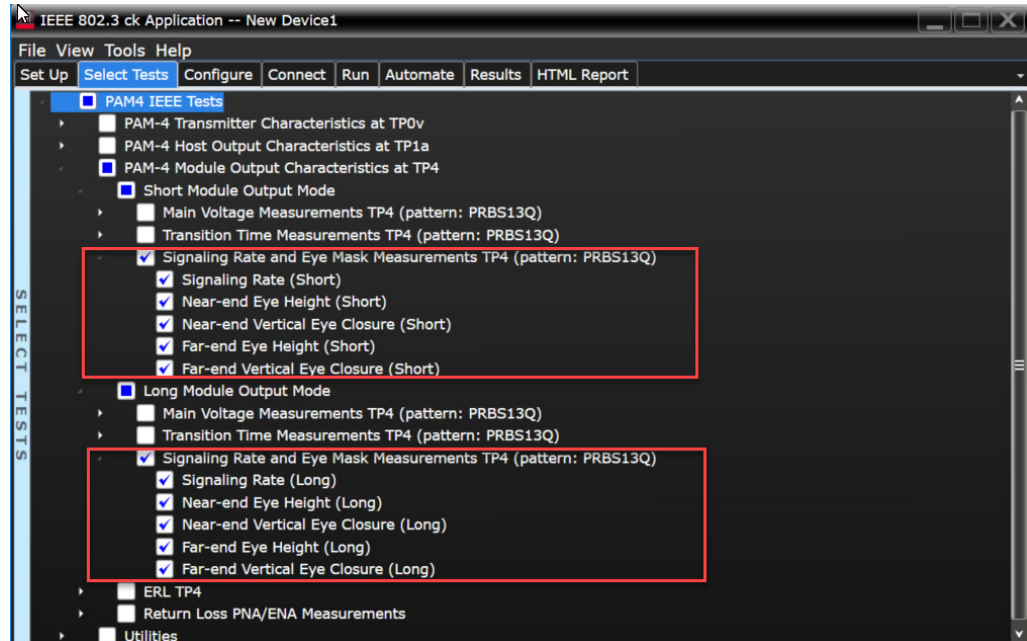 IEEE 802.3 ck Application -- New Device1
File View Tools Help
Set Up Select Tests Configure Connect Run Automate Results HTML Report
SELECT TESTS
PAM4 IEEE Tests
PAM-4 Transmitter Characteristics at TP0v
PAM-4 Host Output Characteristics at TP1a
PAM-4 Module Output Characteristics at TP4
Short Module Output Mode
Main Voltage Measurements TP4 (pattern: PRBS13Q)
Transition Time Measurements TP4 (pattern: PRBS13Q)
Signaling Rate and Eye Mask Measurements TP4 (pattern: PRBS13Q)
Signaling Rate (Short)
Near-end Eye Height (Short)
Near-end Vertical Eye Closure (Short)
Far-end Eye Height (Short)
Far-end Vertical Eye Closure (Short)
Long Module Output Mode
Main Voltage Measurements TP4 (pattern: PRBS13Q)
Transition Time Measurements TP4 (pattern: PRBS13Q)
Signaling Rate and Eye Mask Measurements TP4 (pattern: PRBS13Q)
Signaling Rate (Long)
Near-end Eye Height (Long)
Near-end Vertical Eye Closure (Long)
Far-end Eye Height (Long)
Far-end Vertical Eye Closure (Long)
ERL TP4
Return Loss PNA/ENA Measurements
Utilities